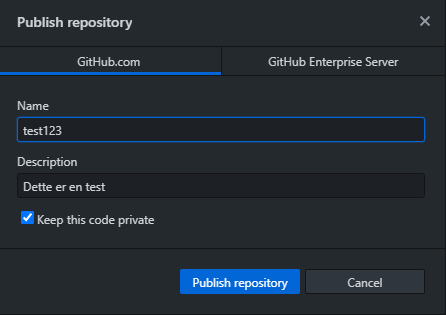 Publish repository
GitHub.com
GitHub Enterprise Server
Name
test123
Description
Dette er en test
Keep this code private
Publish repository
Cancel